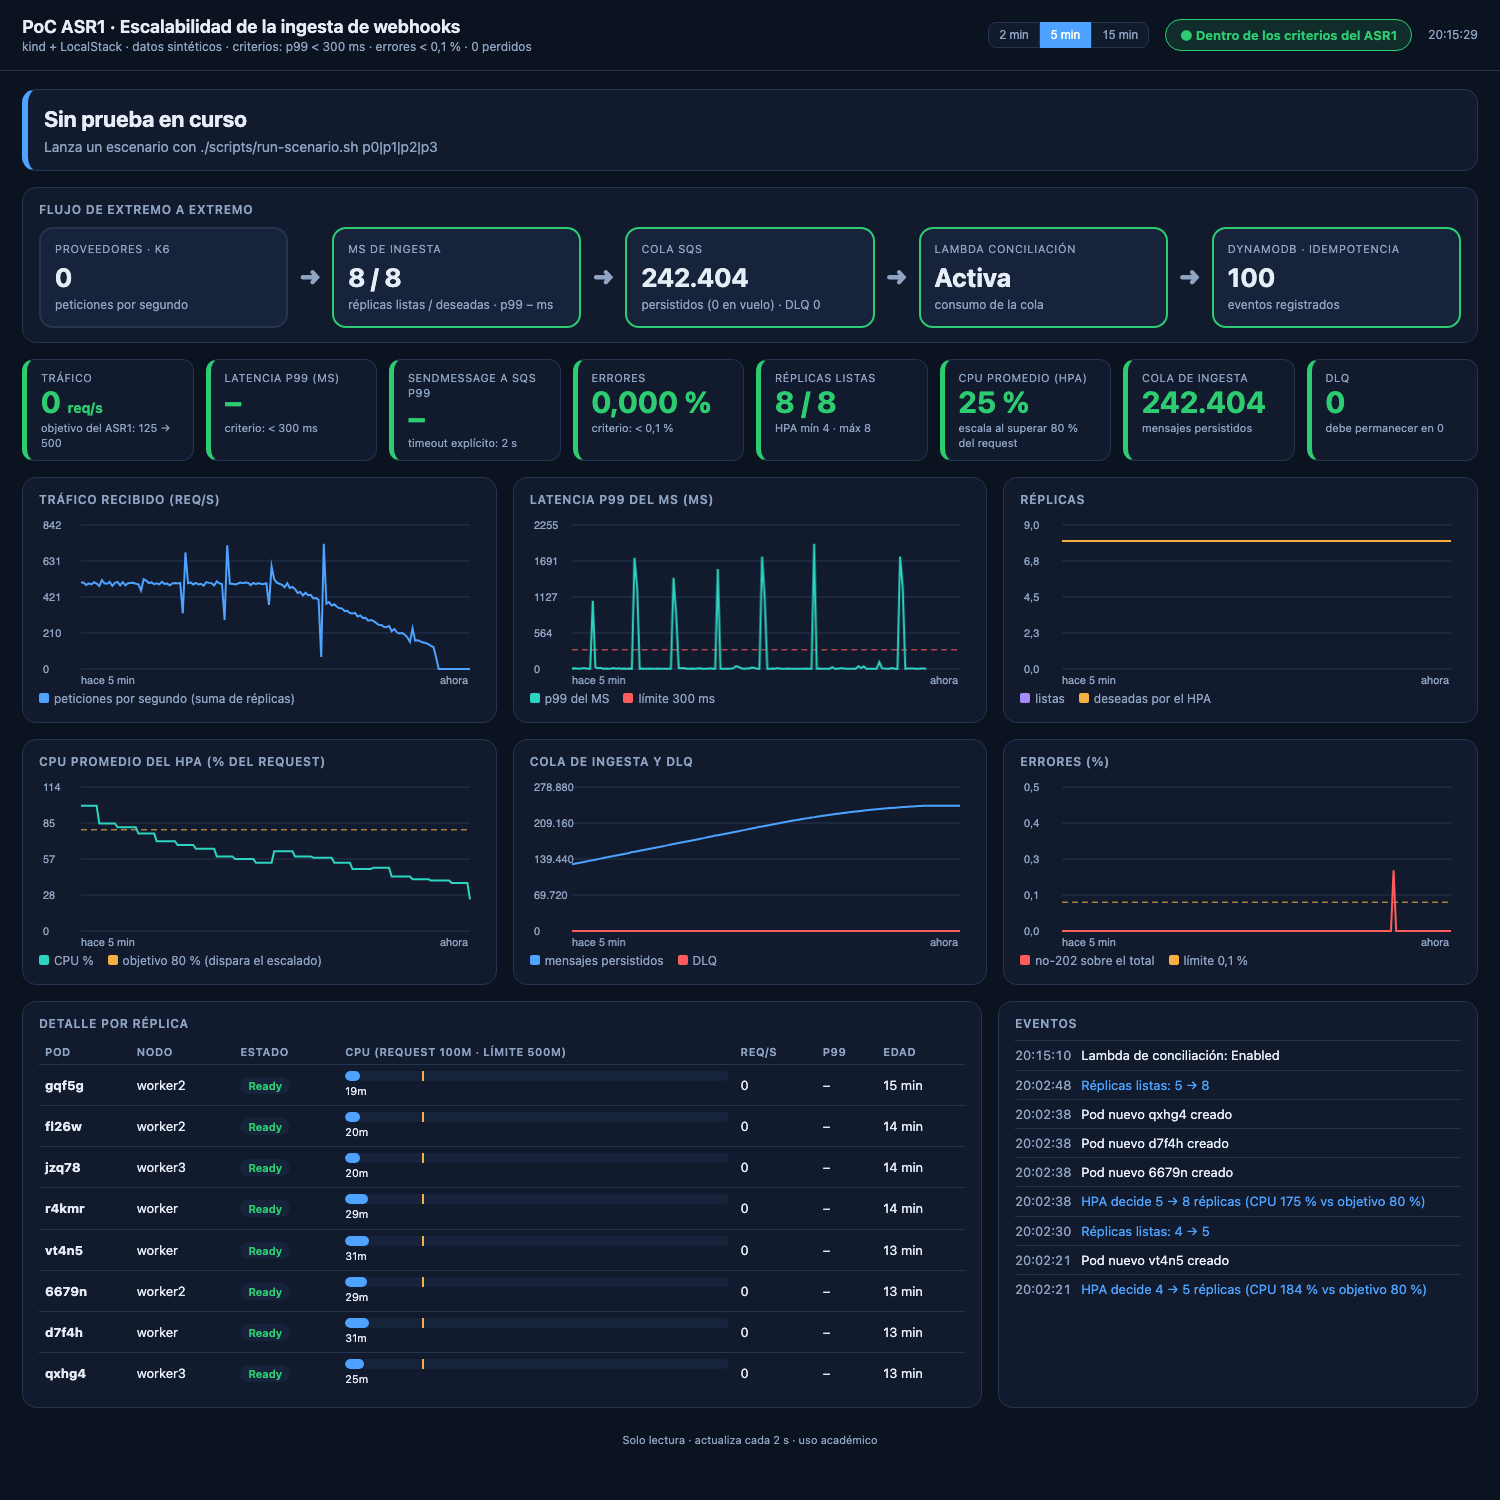 PoC ASR1 · Escalabilidad de la ingesta de webhooks
kind + LocalStack · datos sintéticos · criterios: p99 < 300 ms · errores < 0,1 % · 0 perdidos
2 min 5 min 15 min
Dentro de los criterios del ASR1
20:15:29
Sin prueba en curso
Lanza un escenario con ./scripts/run-scenario.sh p0|p1|p2|p3
FLUJO DE EXTREMO A EXTREMO
PROVEEDORES · K6
0
peticiones por segundo
➜
MS DE INGESTA
8 / 8
réplicas listas / deseadas · p99 – ms
➜
COLA SQS
242.404
persistidos (0 en vuelo) · DLQ 0
➜
LAMBDA CONCILIACIÓN
Activa
consumo de la cola
➜
DYNAMODB · IDEMPOTENCIA
100
eventos registrados
TRÁFICO
0 req/s
objetivo del ASR1: 125 →
500
LATENCIA P99 (MS)
–
criterio: < 300 ms
SENDMESSAGE A SQS
P99
–
timeout explícito: 2 s
ERRORES
0,000 %
criterio: < 0,1 %
RÉPLICAS LISTAS
8 / 8
HPA mín 4 · máx 8
CPU PROMEDIO (HPA)
25 %
escala al superar 80 %
del request
COLA DE INGESTA
242.404
mensajes persistidos
DLQ
0
debe permanecer en 0
TRÁFICO RECIBIDO (REQ/S)
842
631
421
210
0
hace 5 min ahora
peticiones por segundo (suma de réplicas)
LATENCIA P99 DEL MS (MS)
2255
1691
1127
564
0
hace 5 min ahora
p99 del MS límite 300 ms
RÉPLICAS
9,0
6,8
4,5
2,3
0,0
hace 5 min ahora
listas deseadas por el HPA
CPU PROMEDIO DEL HPA (% DEL REQUEST)
114
85
57
28
0
hace 5 min ahora
CPU % objetivo 80 % (dispara el escalado)
COLA DE INGESTA Y DLQ
278.880
209.160
139.440
69.720
0
hace 5 min ahora
mensajes persistidos DLQ
ERRORES (%)
0,5
0,4
0,3
0,1
0,0
hace 5 min ahora
no-202 sobre el total límite 0,1 %
DETALLE POR RÉPLICA
POD NODO ESTADO CPU (REQUEST 100M · LÍMITE 500M) REQ/S P99 EDAD
gqf5g worker2 Ready 19m 0 – 15 min
fl26w worker2 Ready 20m 0 – 14 min
jzq78 worker3 Ready 20m 0 – 14 min
r4kmr worker Ready 29m 0 – 14 min
vt4n5 worker Ready 31m 0 – 13 min
6679n worker2 Ready 29m 0 – 13 min
d7f4h worker Ready 31m 0 – 13 min
qxhg4 worker3 Ready 25m 0 – 13 min
EVENTOS
20:15:10 Lambda de conciliación: Enabled
20:02:48 Réplicas listas: 5 → 8
20:02:38 Pod nuevo qxhg4 creado
20:02:38 Pod nuevo d7f4h creado
20:02:38 Pod nuevo 6679n creado
20:02:38 HPA decide 5 → 8 réplicas (CPU 175 % vs objetivo 80 %)
20:02:30 Réplicas listas: 4 → 5
20:02:21 Pod nuevo vt4n5 creado
20:02:21 HPA decide 4 → 5 réplicas (CPU 184 % vs objetivo 80 %)
Solo lectura · actualiza cada 2 s · uso académico